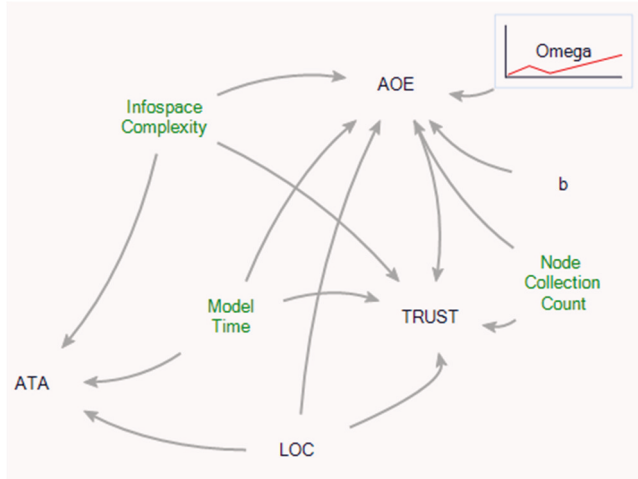 Omega
AOE
Infospace
Complexity
b
Node
Collection
Count
Model
Time
TRUST
ATA
LOC